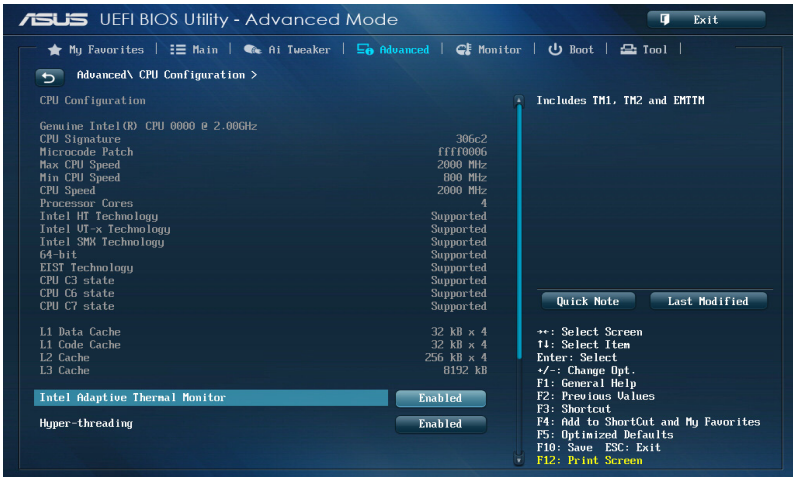 ASUS UEFI BIOS Utility - Advanced Mode
Exit
My Favorites | Main | Ai Tweaker | Advanced | Monitor | Boot | Tool |
Advanced\ CPU Configuration >
CPU Configuration
Genuine Intel(R) CPU 0000 @ 2.00GHz
CPU Signature 306c2
Microcode Patch ffff0006
Max CPU Speed 2000 MHz
Min CPU Speed 800 MHz
CPU Speed 2000 MHz
Processor Cores 4
Intel HT Technology Supported
Intel VT-x Technology Supported
Intel SMX Technology Supported
64-bit Supported
EIST Technology Supported
CPU C3 state Supported
CPU C6 state Supported
CPU C7 state Supported
L1 Data Cache 32 kB x 4
L1 Code Cache 32 kB x 4
L2 Cache 256 kB x 4
L3 Cache 8192 kB
Intel Adaptive Thermal Monitor Enabled
Hyper-threading Enabled
Includes TM1, TM2 and EMTTM
Quick Note
Last Modified
→←: Select Screen
↑↓: Select Item
Enter: Select
+/-: Change Opt.
F1: General Help
F2: Previous Values
F3: Shortcut
F4: Add to ShortCut and My Favorites
F5: Optimized Defaults
F10: Save ESC: Exit
F12: Print Screen